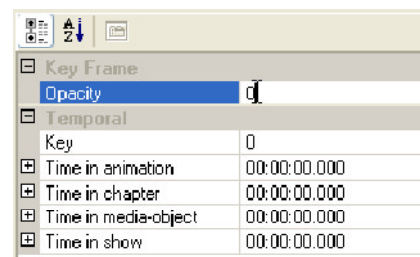 Key Frame
Opacity 0
Temporal
Key 0
Time in animation 00:00:00.000
Time in chapter 00:00:00.000
Time in media-object 00:00:00.000
Time in show 00:00:00.000